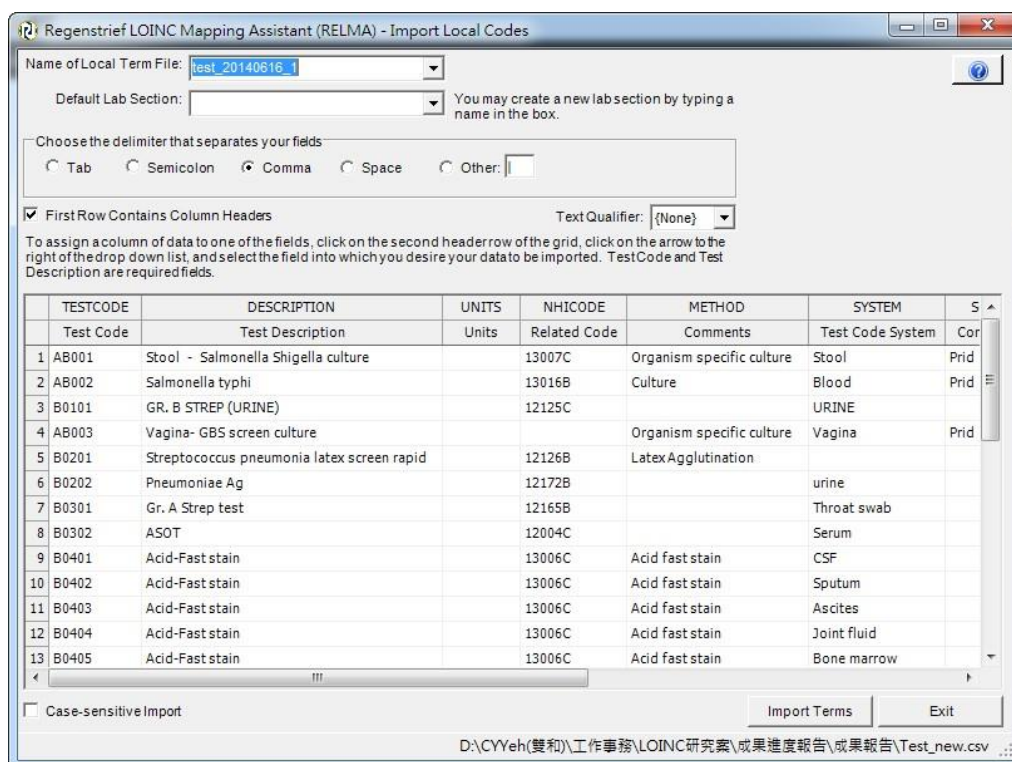 Regenstrief LOINC Mapping Assistant (RELMA) - Import Local Codes
Name of Local Term File: test_20140616_1
Default Lab Section: You may create a new lab section by typing a
name in the box.
Choose the delimiter that separates your fields
Tab Semicolon Comma Space Other: |
First Row Contains Column Headers Text Qualifier: {None}
To assign a column of data to one of the fields, click on the second header row of the grid, click on the arrow to the
right of the drop down list, and select the field into which you desire your data to be imported. Test Code and Test
Description are required fields.
TESTCODE DESCRIPTION UNITS NHICODE METHOD SYSTEM S
Test Code Test Description Units Related Code Comments Test Code System Cor
1 AB001 Stool - Salmonella Shigella culture 13007C Organism specific culture Stool Prid
2 AB002 Salmonella typhi 13016B Culture Blood Prid
3 B0101 GR. B STREP (URINE) 12125C URINE
4 AB003 Vagina- GBS screen culture Organism specific culture Vagina Prid
5 B0201 Streptococcus pneumonia latex screen rapid 12126B Latex Agglutination
6 B0202 Pneumoniae Ag 12172B urine
7 B0301 Gr. A Strep test 12165B Throat swab
8 B0302 ASOT 12004C Serum
9 B0401 Acid-Fast stain 13006C Acid fast stain CSF
10 B0402 Acid-Fast stain 13006C Acid fast stain Sputum
11 B0403 Acid-Fast stain 13006C Acid fast stain Ascites
12 B0404 Acid-Fast stain 13006C Acid fast stain Joint fluid
13 B0405 Acid-Fast stain 13006C Acid fast stain Bone marrow
Case-sensitive Import Import Terms Exit
D:\CYYeh(雙和)\工作事務\LOINC研究案\成果進度報告\成果報告\Test_new.csv